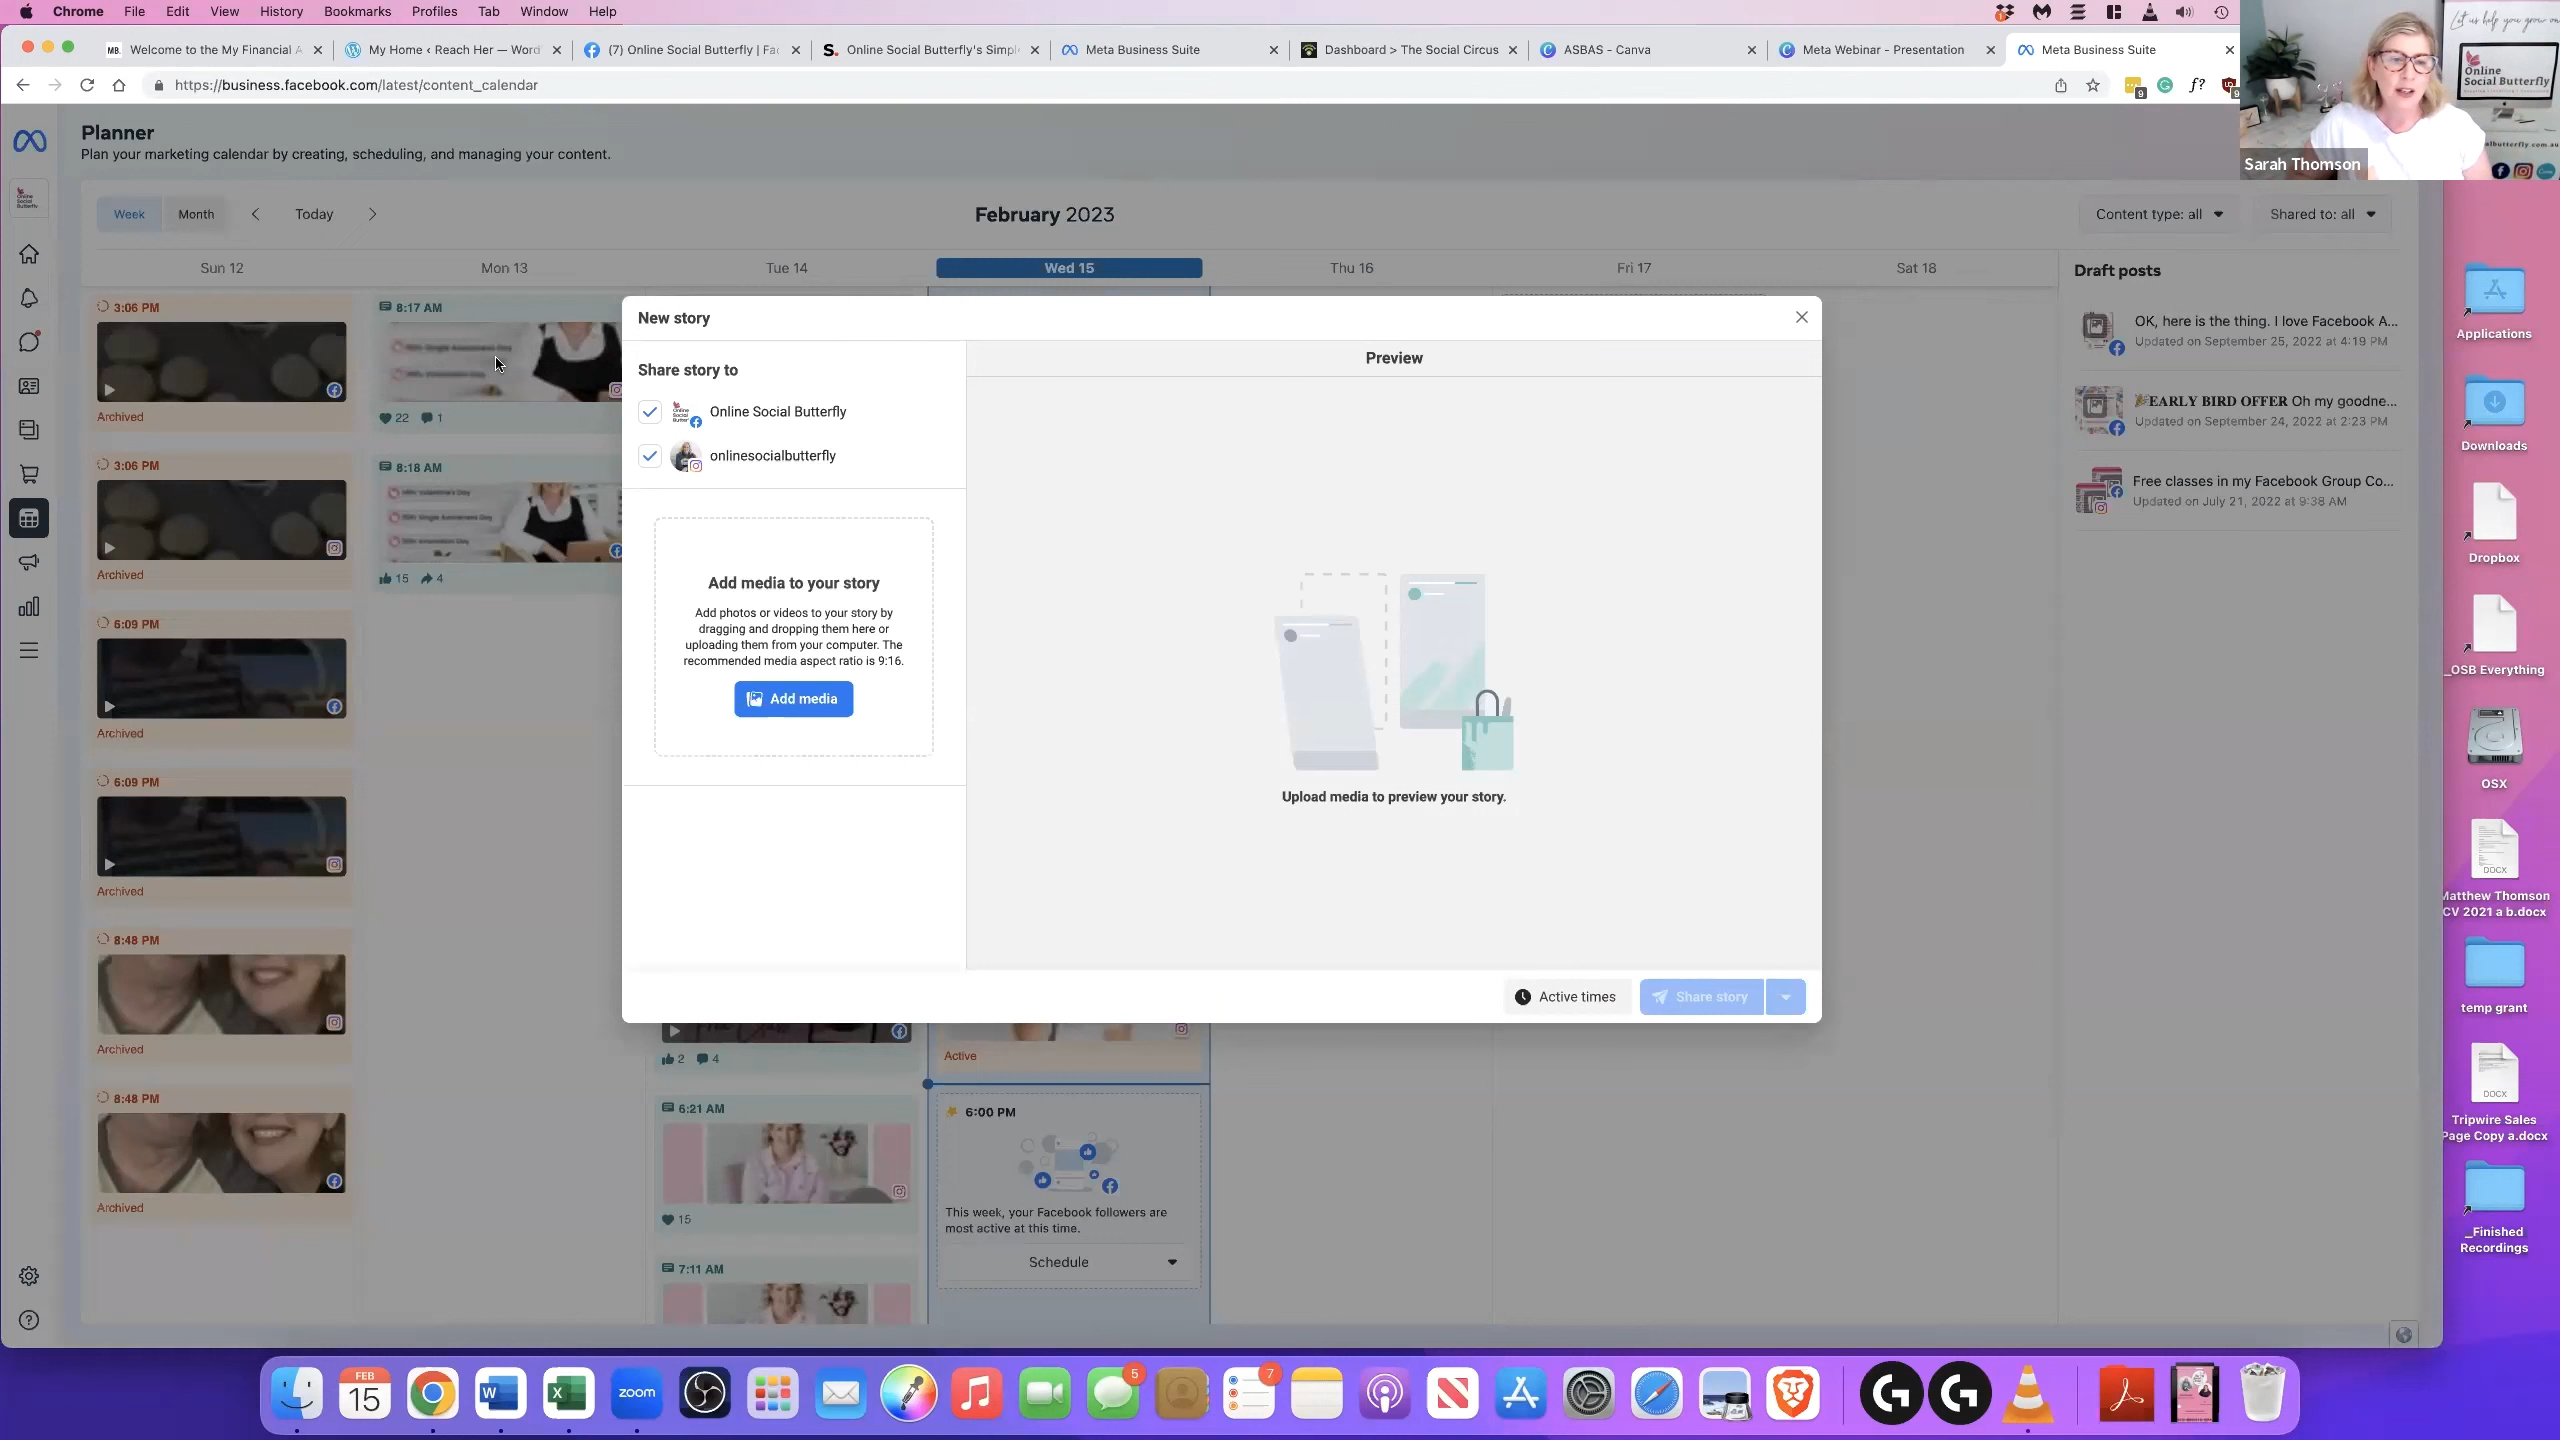 Chrome File Edit View History Bookmarks Profiles Tab Window Help
Welcome to the My Financial A
My Home ‹ Reach Her — Word
(7) Online Social Butterfly | Fac
Online Social Butterfly's Simpl
Meta Business Suite
Dashboard > The Social Circus
ASBAS - Canva
Meta Webinar - Presentation
Meta Business Suite
https://business.facebook.com/latest/content_calendar
Let us help you grow
Online
Social Butterfly
Sarah Thomson
Planner
Plan your marketing calendar by creating, scheduling, and managing your content.
Week Month Today
February 2023
Content type: all Shared to: all
Sun 12 Mon 13 Tue 14 Wed 15 Thu 16 Fri 17 Sat 18
3:06 PM
Archived
3:06 PM
Archived
6:09 PM
Archived
6:09 PM
Archived
8:48 PM
Archived
8:48 PM
Archived
8:17 AM
22 1
8:18 AM
15 4
New story
Share story to
Online Social Butterfly
onlinesocialbutterfly
Add media to your story
Add photos or videos to your story by
dragging and dropping them here or
uploading them from your computer. The
recommended media aspect ratio is 9:16.
Add media
Preview
Upload media to preview your story.
Active times
Share story
2 4
6:21 AM
15
7:11 AM
Active
6:00 PM
This week, your Facebook followers are
most active at this time.
Schedule
Draft posts
OK, here is the thing. I love Facebook A...
Updated on September 25, 2022 at 4:19 PM
🎉EARLY BIRD OFFER Oh my goodne...
Updated on September 24, 2022 at 2:23 PM
Free classes in my Facebook Group Co...
Updated on July 21, 2022 at 9:38 AM
Applications
Downloads
Dropbox
_OSB Everything
OSX
DOCX
Matthew Thomson
CV 2021 a b.docx
temp grant
DOCX
Tripwire Sales
Page Copy a.docx
_Finished
Recordings
FEB
15
zoom
5
7